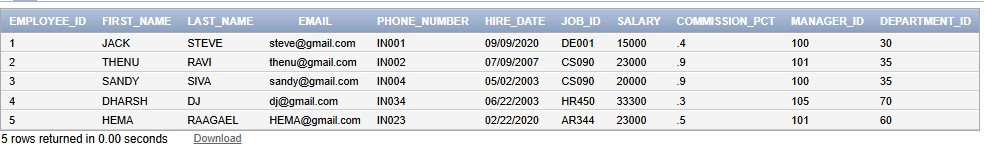 EMPLOYEE_ID FIRST_NAME LAST_NAME EMAIL PHONE_NUMBER HIRE_DATE JOB_ID SALARY COMMISSION_PCT MANAGER_ID DEPARTMENT_ID
1 JACK STEVE steve@gmail.com IN001 09/09/2020 DE001 15000 .4 100 30
2 THENU RAVI thenu@gmail.com IN002 07/09/2007 CS090 23000 .9 101 35
3 SANDY SIVA sandy@gmail.com IN004 05/02/2003 CS090 20000 .9 100 35
4 DHARSH DJ dj@gmail.com IN034 06/22/2003 HR450 33300 .3 105 70
5 HEMA RAAGAEL HEMA@gmail.com IN023 02/22/2020 AR344 23000 .5 101 60
5 rows returned in 0.00 seconds Download